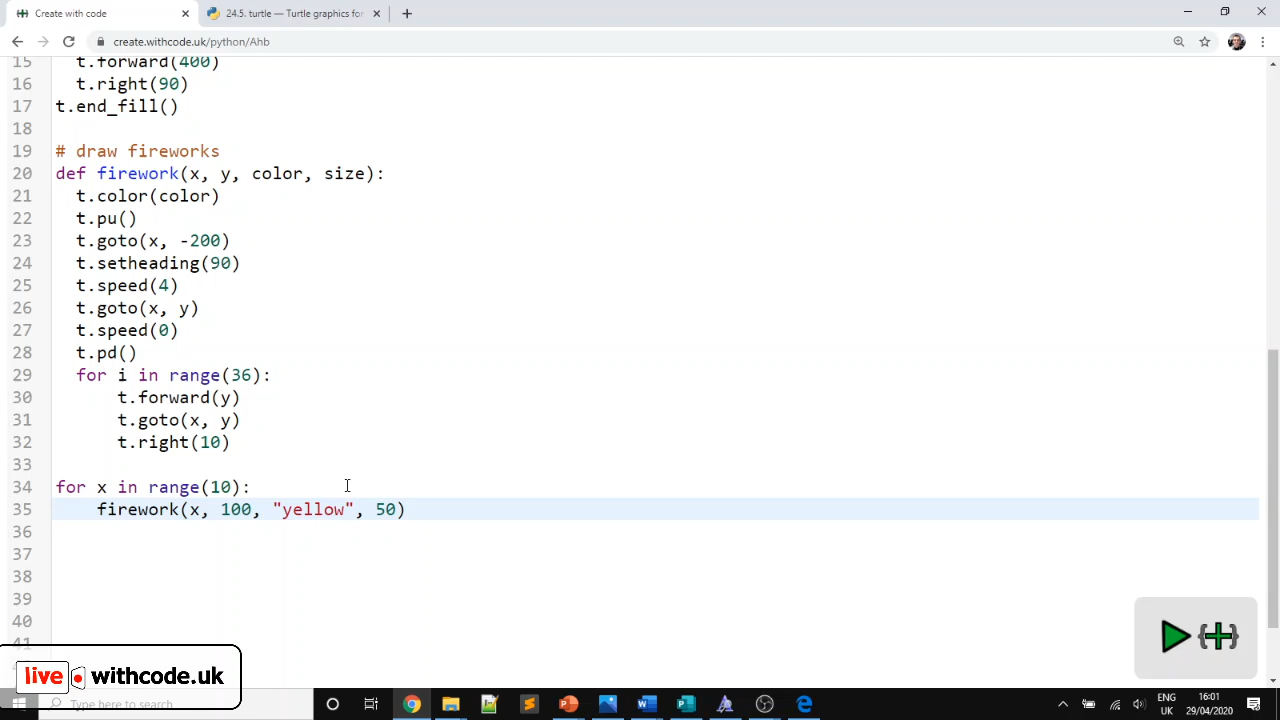 Create with code
24.5. turtle — Turtle graphics for
create.withcode.uk/python/Ahb
15 t.forward(400)
16 t.right(90)
17 t.end_fill()
18
19 # draw fireworks
20 def firework(x, y, color, size):
21 t.color(color)
22 t.pu()
23 t.goto(x, -200)
24 t.setheading(90)
25 t.speed(4)
26 t.goto(x, y)
27 t.speed(0)
28 t.pd()
29 for i in range(36):
30 t.forward(y)
31 t.goto(x, y)
32 t.right(10)
33
34 for x in range(10):
35 firework(x, 100, "yellow", 50)
36
37
38
39
40
41
live withcode.uk
Type here to search
ENG
UK
16:01
29/04/2020